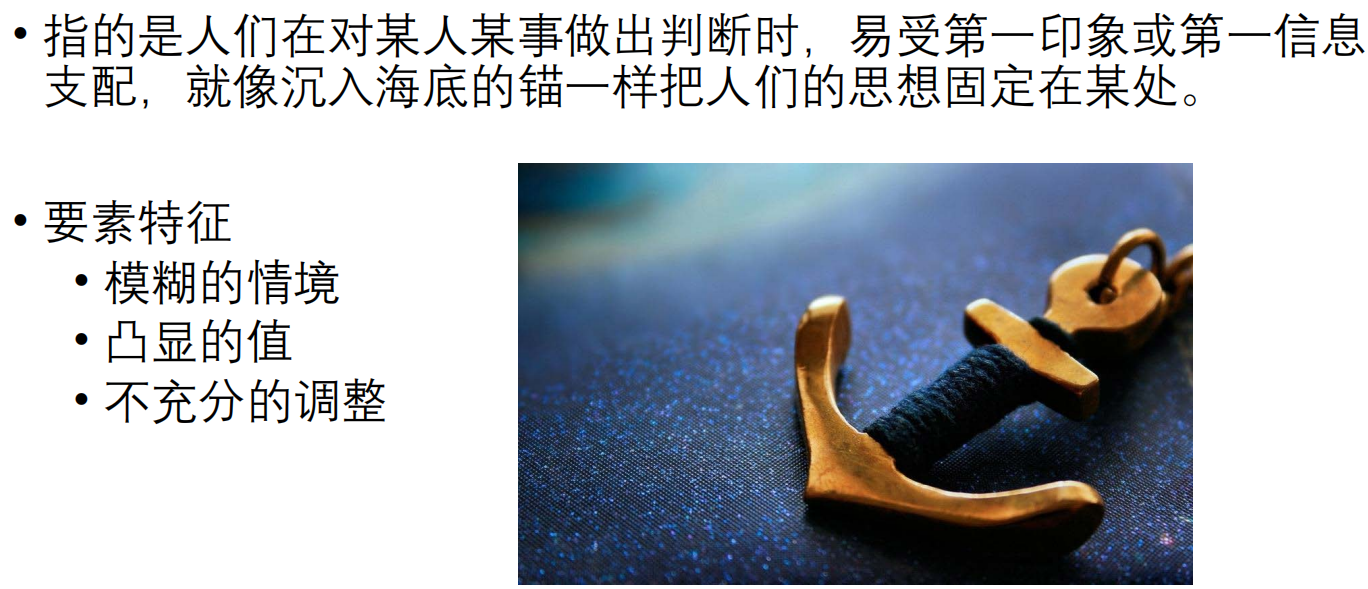 • 指的是人们在对某人某事做出判断时，易受第一印象或第一信息
支配，就像沉入海底的锚一样把人们的思想固定在某处。
• 要素特征
• 模糊的情境
• 凸显的值
• 不充分的调整